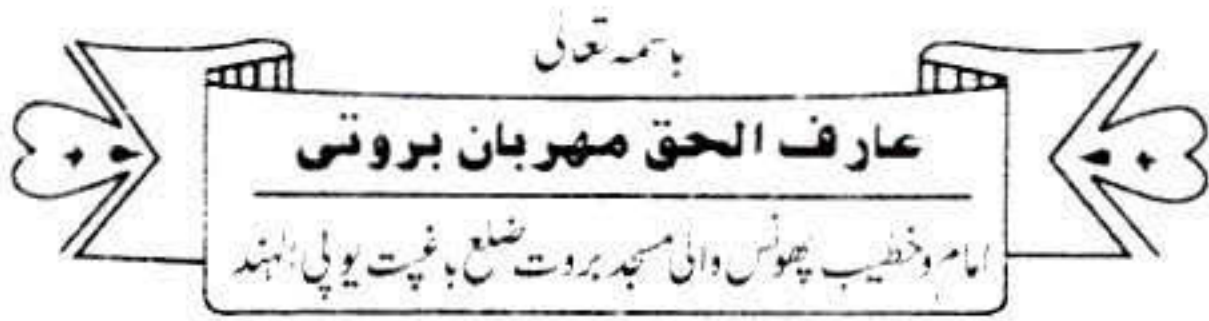 باسمہ تعالی
عارف الحق مہربان بروتی
امام وخطیب پھونس والی مسجد بروت ضلع باغپت یوپی الہند